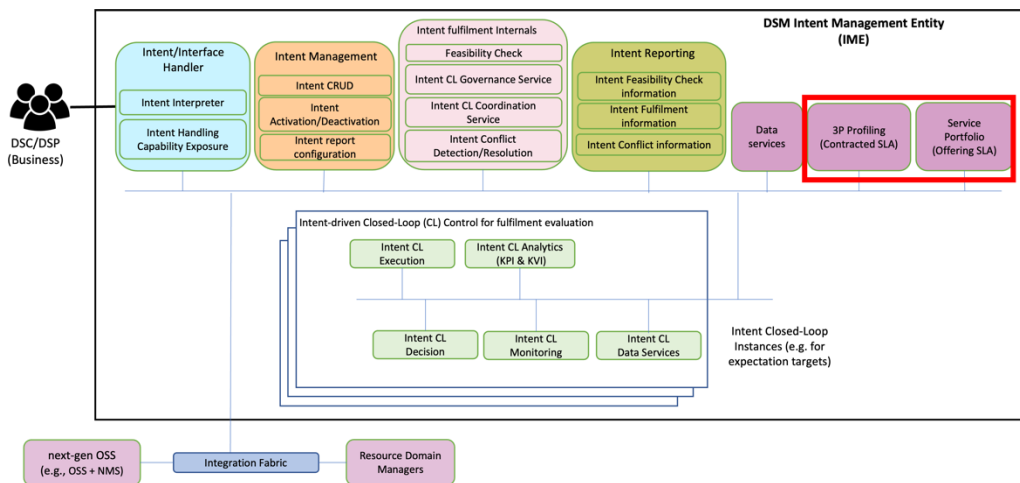 DSM Intent Management Entity
(IME)
Intent/Interface
Handler
Intent Interpreter
Intent Handling
Capability Exposure
Intent Management
Intent CRUD
Intent
Activation/Deactivation
Intent report
configuration
Intent fulfilment Internals
Feasibility Check
Intent CL Governance Service
Intent CL Coordination
Service
Intent Conflict
Detection/Resolution
Intent Reporting
Intent Feasibility Check
information
Intent Fulfilment
information
Intent Conflict information
Data
services
3P Profiling
(Contracted SLA)
Service
Portfolio
(Offering SLA)
DSC/DSP
(Business)
Intent-driven Closed-Loop (CL) Control for fulfilment evaluation
Intent CL
Execution
Intent CL Analytics
(KPI & KVI)
Intent CL
Decision
Intent CL
Monitoring
Intent CL
Data Services
Intent Closed-Loop
Instances (e.g. for
expectation targets)
next-gen OSS
(e.g., OSS + NMS)
Integration Fabric
Resource Domain
Managers